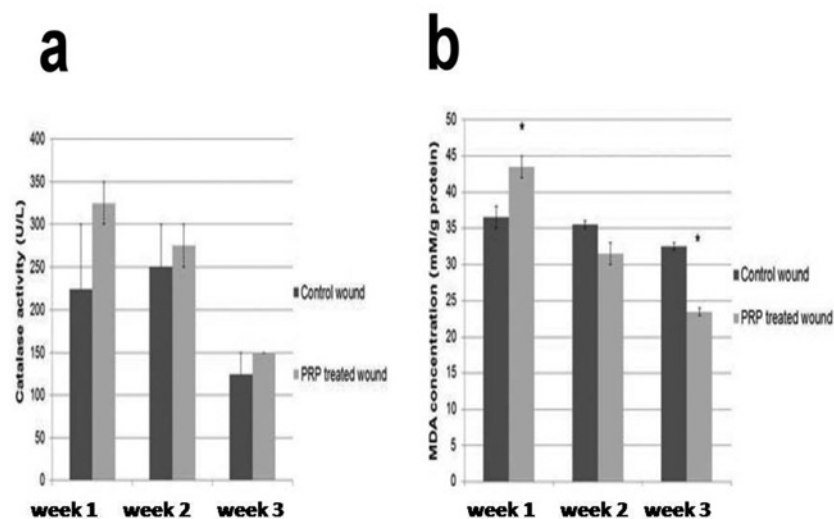 a
Catalase activity (U/L)
400
350
300
250
200
150
100
50
0
week 1 week 2 week 3
Control wound
PRP treated wound
b
MDA concentration (mM/g protein)
50
45
40
35
30
25
20
15
10
5
0
*
*
week 1 week 2 week 3
Control wound
PRP treated wound